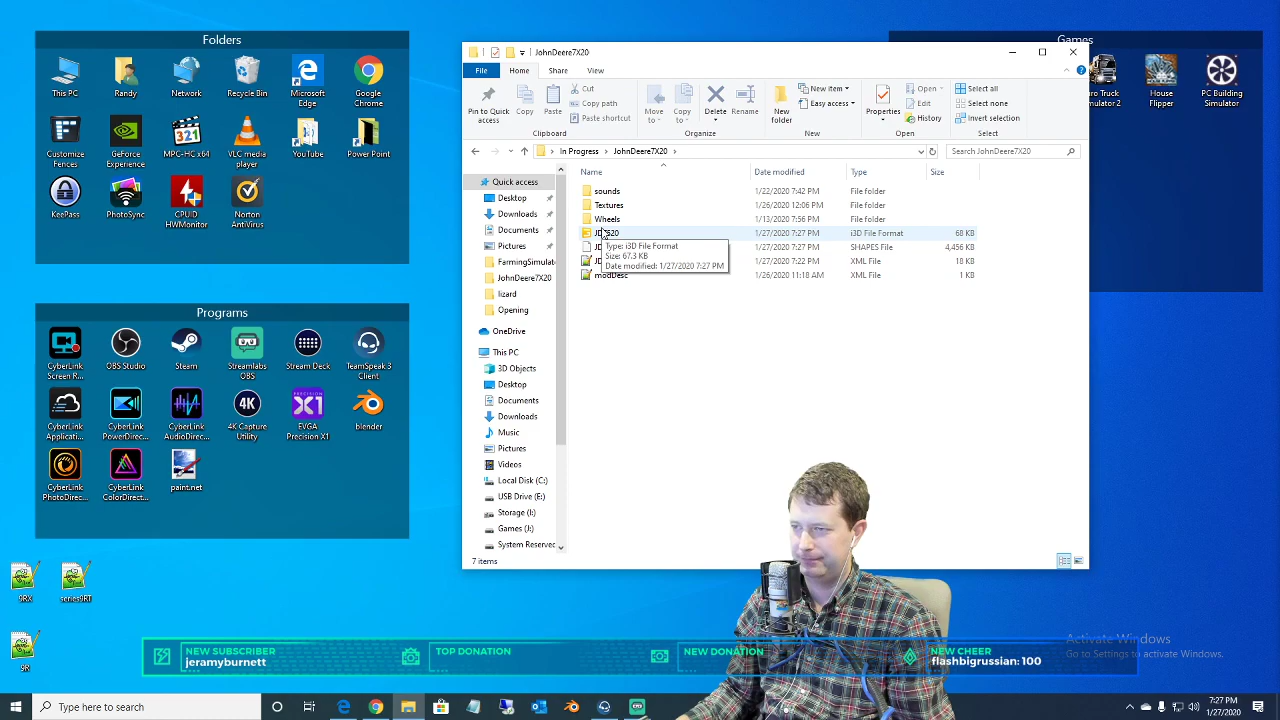 Folders
This PC
Randy
Network
Recycle Bin
Microsoft
Edge
Google
Chrome
Customize
Fences
GeForce
Experience
MPC-HC x64
VLC media
player
YouTube
Power Point
KeePass
PhotoSync
CPUID
HWMonitor
Norton
AntiVirus
Programs
CyberLink
Screen R...
OBS Studio
Steam
Streamlabs
OBS
Stream Deck
TeamSpeak 3
Client
CyberLink
Applicati...
CyberLink
PowerDirec...
CyberLink
AudioDirec...
4K Capture
Utility
EVGA
Precision X1
blender
CyberLink
PhotoDirec...
CyberLink
ColorDirect...
paint.net
9RX
series9RT
9R
JohnDeere7X20
File
Home
Share
View
Pin to Quick
access
Copy
Paste
Cut
Copy path
Paste shortcut
Clipboard
Move
to
Copy
to
Delete
Rename
Organize
New
folder
New item
Easy access
New
Properties
Open
Edit
History
Open
Select all
Select none
Invert selection
Select
In Progress > JohnDeere7X20 >
Search JohnDeere7X20
Name Date modified Type Size
sounds 1/22/2020 7:42 PM File folder
Textures 1/26/2020 12:06 PM File folder
Wheels 1/13/2020 7:56 PM File folder
1/27/2020 7:27 PM i3D File Format 68 KB
1/27/2020 7:27 PM SHAPES File 4,456 KB
1/27/2020 7:22 PM XML File 18 KB
modDesc 1/26/2020 11:18 AM XML File 1 KB
Type: i3D File Format
Size: 67.3 KB
Date modified: 1/27/2020 7:27 PM
Quick access
Desktop
Downloads
Documents
Pictures
FarmingSimulat
JohnDeere7X20
lizard
Opening
OneDrive
This PC
3D Objects
Desktop
Documents
Downloads
Music
Pictures
Videos
Local Disk (C:)
USB Drive (E:)
Storage (I:)
Games (J:)
System Reserved
7 items
Games
ro Truck
mulator 2
House
Flipper
PC Building
Simulator
NEW SUBSCRIBER
jeramyburnett
TOP DONATION
NEW DONATION
NEW CHEER
flashbigrussian: 100
Activate Windows
Go to Settings to activate Windows.
Type here to search
7:27 PM
1/27/2020